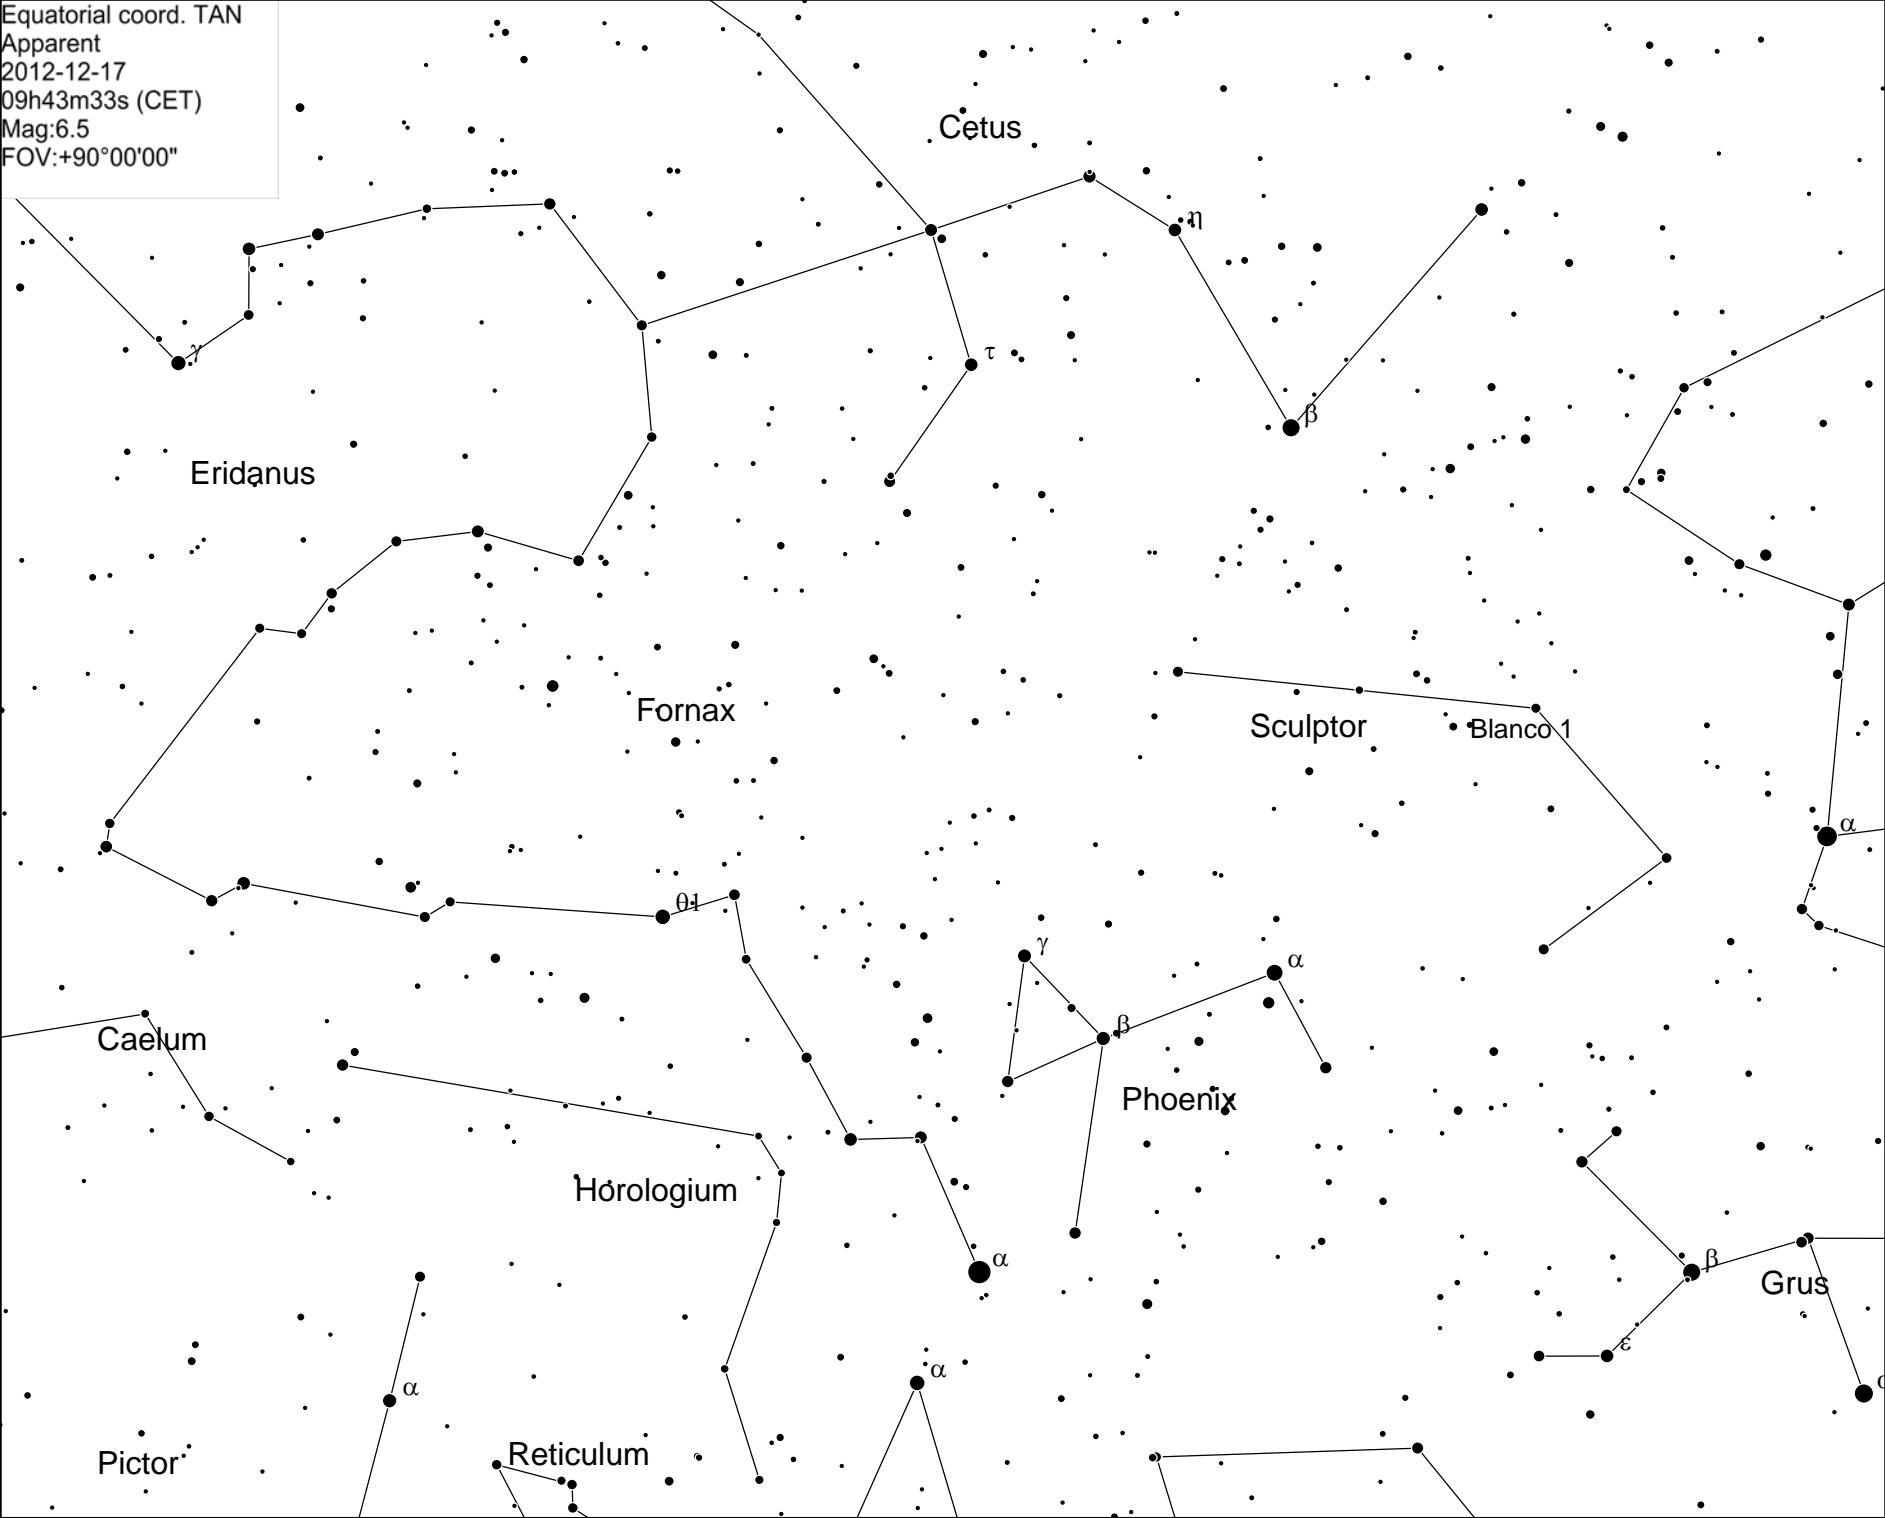 Equatorial coord. TAN
Apparent
2012-12-17
09h43m33s (CET)
Mag:6.5
FOV:+90°00'00"
Cetus
η
γ
τ
β
Eridanus
Fornax
Sculptor
Blanco 1
α
θ1
γ
α
β
Caelum
Phoenix
Horologium
α
β
Grus
ε
α
α
α
Reticulum
Pictor